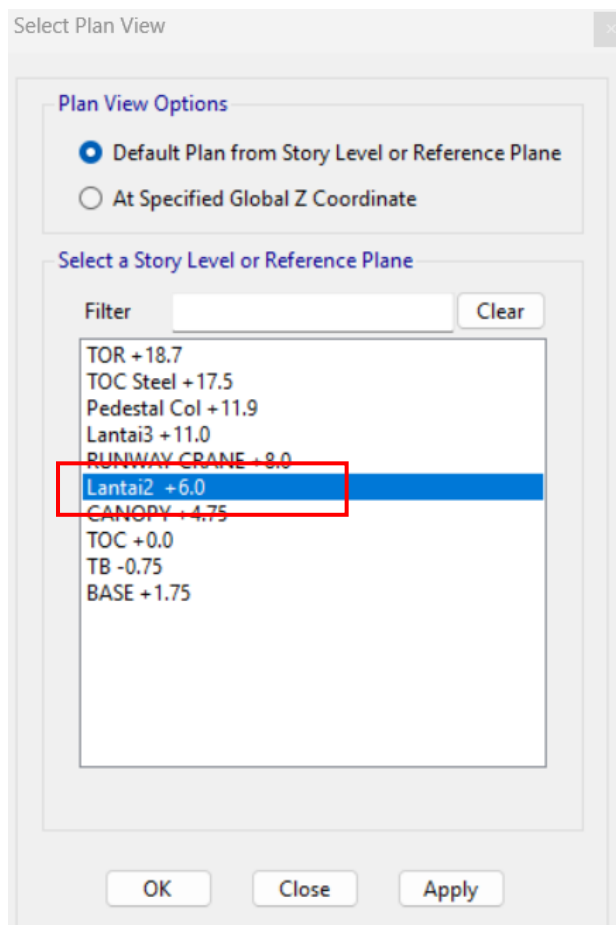 Select Plan View
Plan View Options
Default Plan from Story Level or Reference Plane
At Specified Global Z Coordinate
Select a Story Level or Reference Plane
Filter
Clear
TOR +18.7
TOC Steel +17.5
Pedestal Col +11.9
Lantai3 +11.0
RUNWAY CRANE +8.0
Lantai2  +6.0
CANOPY +4.75
TOC +0.0
TB -0.75
BASE +1.75
OK
Close
Apply